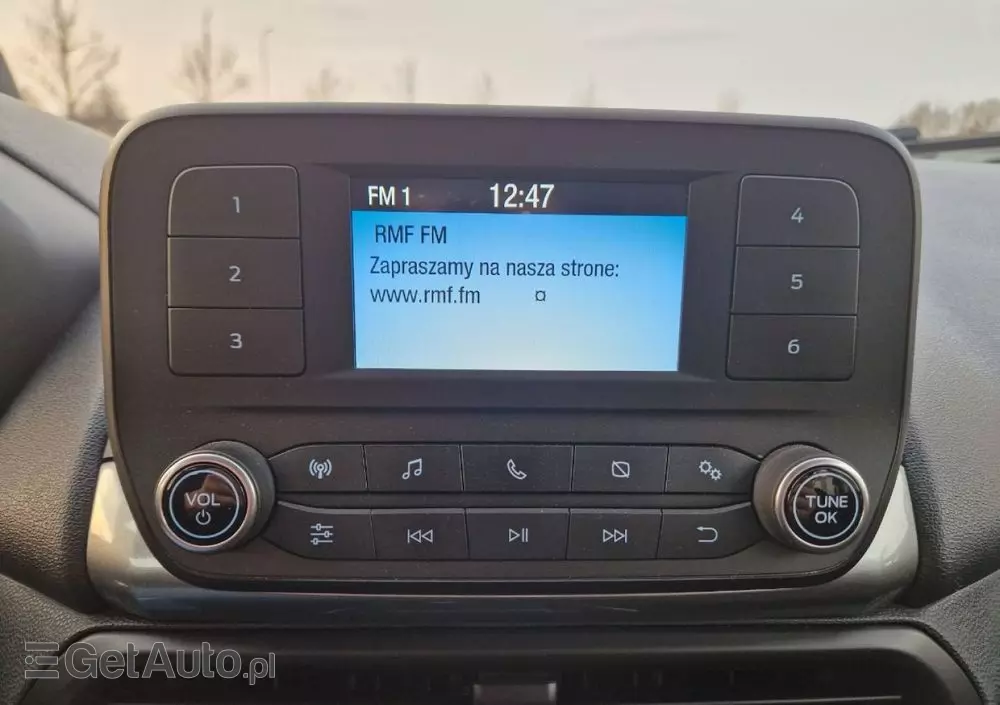 FM 1 12:47
RMF FM
Zapraszamy na nasza strone:
www.rmf.fm ¤
1
2
3
4
5
6
VOL
TUNE
OK
GetAuto.pl